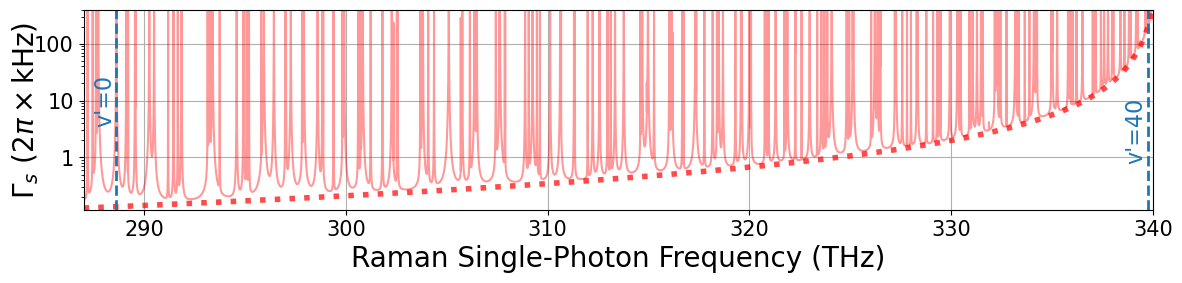 Γₛ (2π × kHz)
100
10
1
v'=0
v'=40
290 300 310 320 330 340
Raman Single-Photon Frequency (THz)